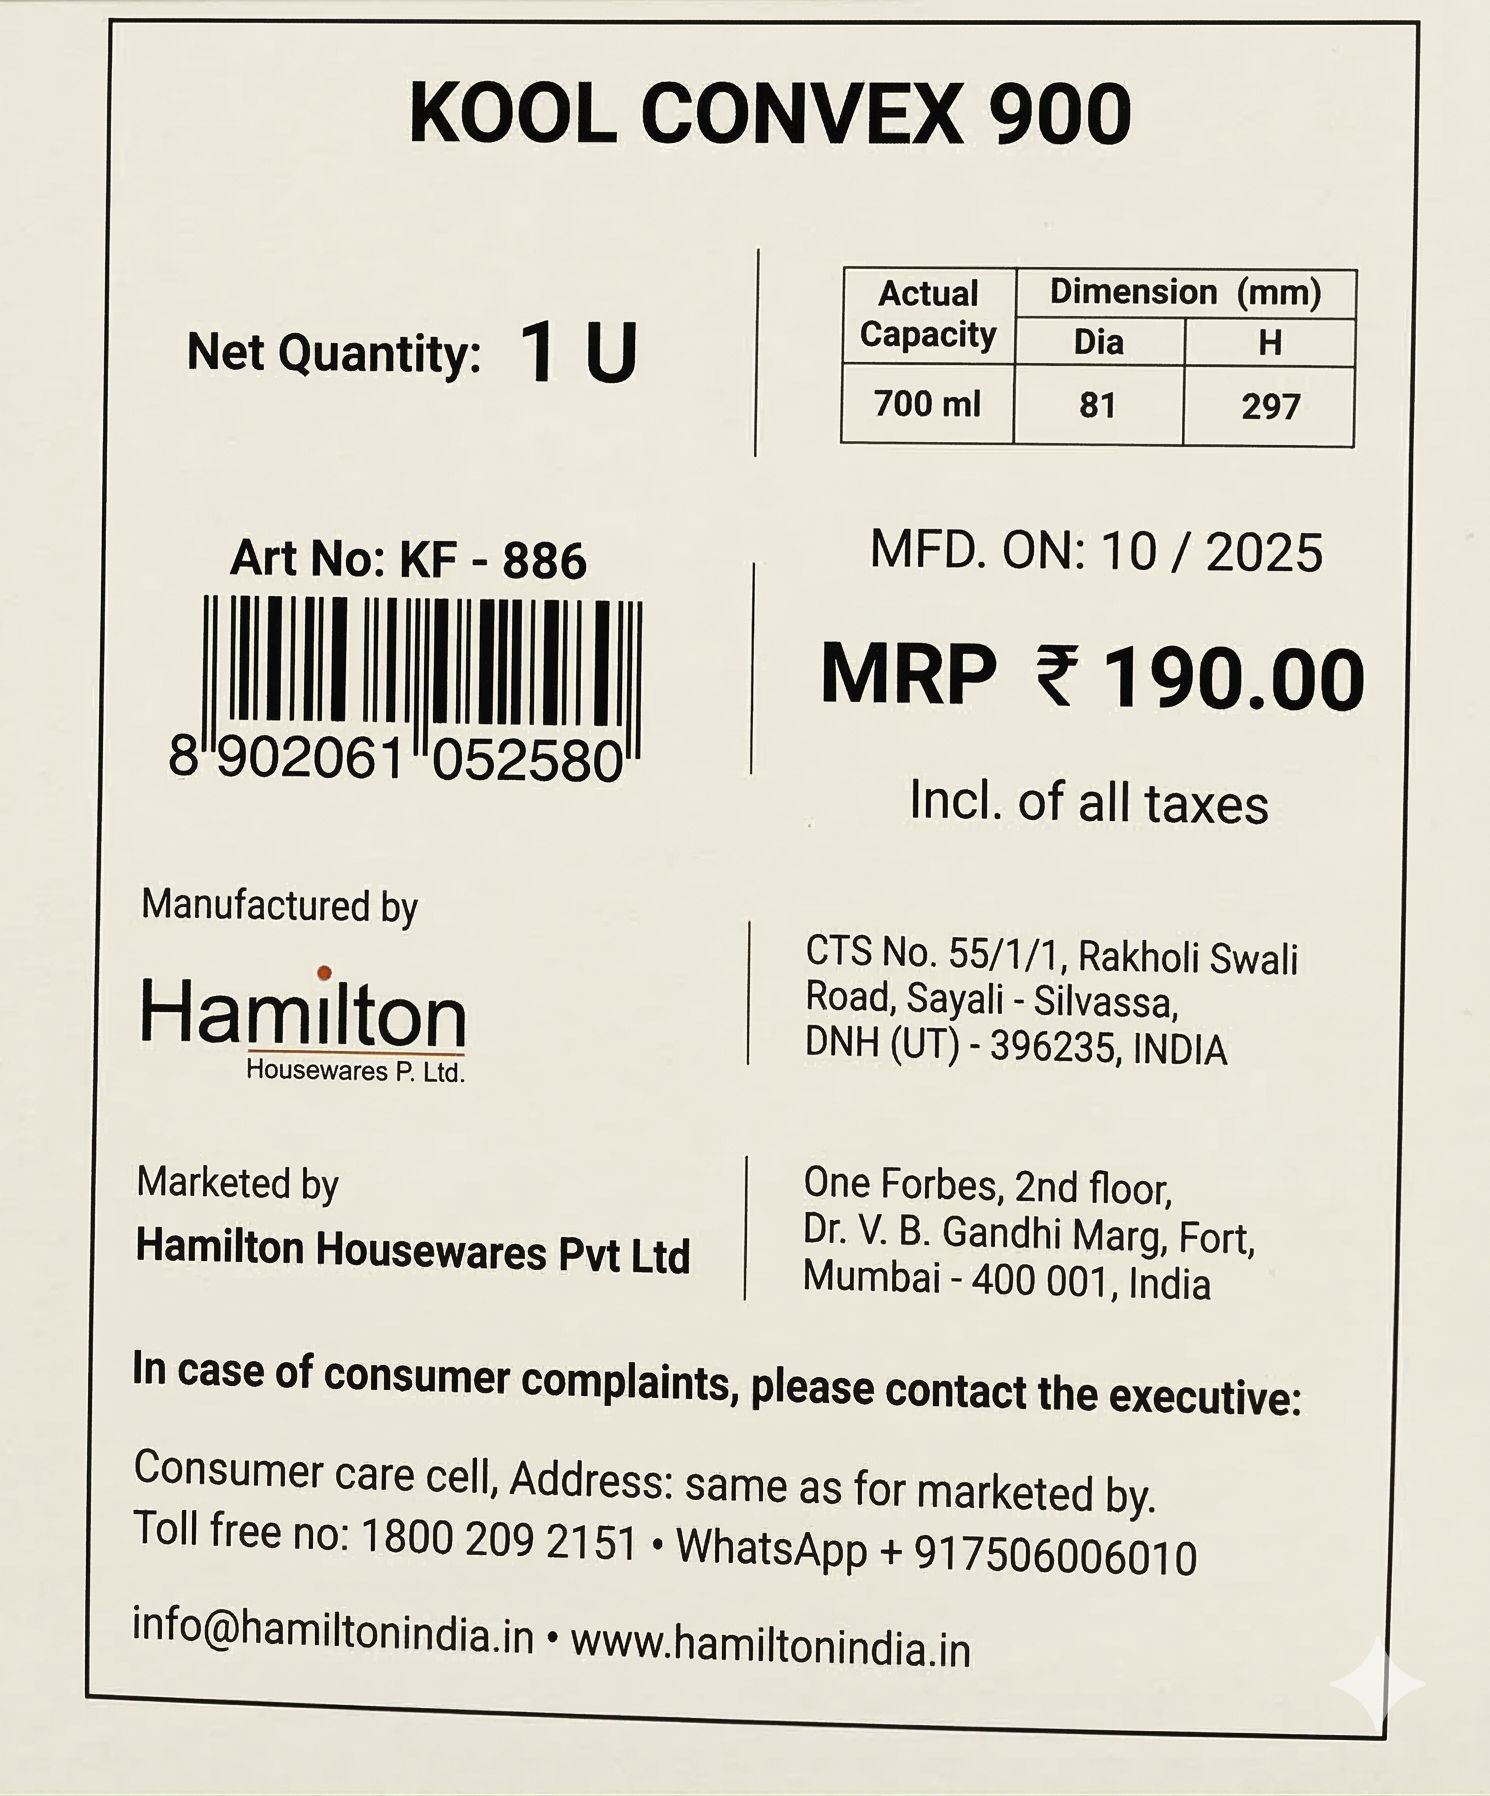 KOOL CONVEX 900
Net Quantity: 1 U
Actual Capacity
Dimension (mm)
Dia
H
700 ml
81
297
Art No: KF - 886
8 902061 052580
MFD. ON: 10 / 2025
MRP ₹ 190.00
Incl. of all taxes
Manufactured by
Hamilton
Housewares P. Ltd.
CTS No. 55/1/1, Rakholi Swali
Road, Sayali - Silvassa,
DNH (UT) - 396235, INDIA
Marketed by
Hamilton Housewares Pvt Ltd
One Forbes, 2nd floor,
Dr. V. B. Gandhi Marg, Fort,
Mumbai - 400 001, India
In case of consumer complaints, please contact the executive:
Consumer care cell, Address: same as for marketed by.
Toll free no: 1800 209 2151 • WhatsApp + 917506006010
info@hamiltonindia.in • www.hamiltonindia.in